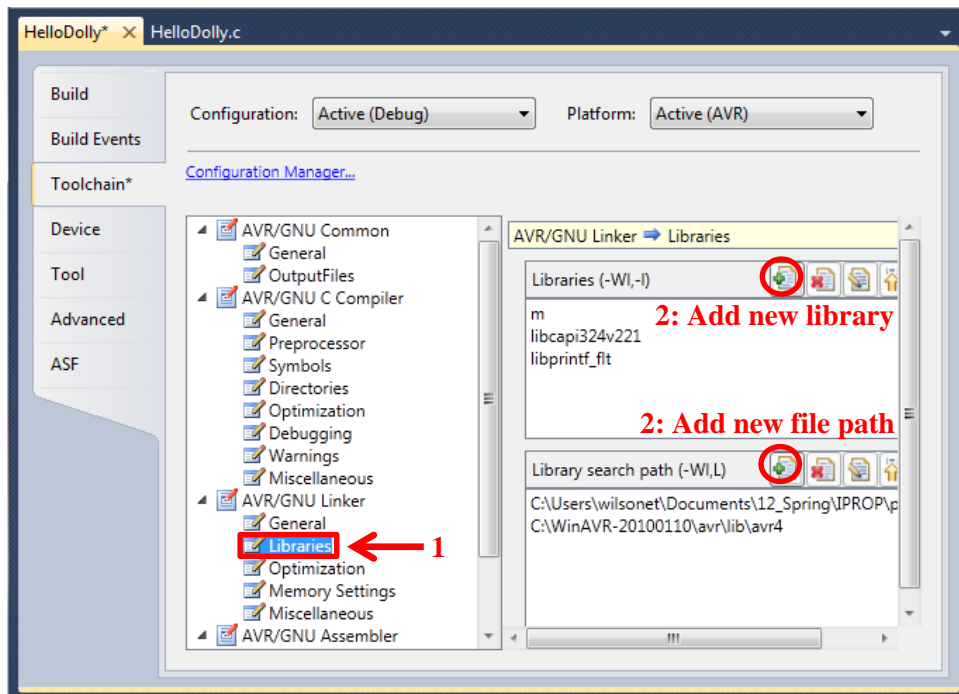 HelloDolly* X HelloDolly.c
Build
Build Events
Toolchain*
Device
Tool
Advanced
ASF
Configuration: Active (Debug) Platform: Active (AVR)
Configuration Manager...
AVR/GNU Common
General
OutputFiles
AVR/GNU C Compiler
General
Preprocessor
Symbols
Directories
Optimization
Debugging
Warnings
Miscellaneous
AVR/GNU Linker
General
Libraries
1
Optimization
Memory Settings
Miscellaneous
AVR/GNU Assembler
AVR/GNU Linker ➡ Libraries
Libraries (-Wl,-l)
2: Add new library
m
libcapi324v221
libprintf_flt
2: Add new file path
Library search path (-Wl,L)
C:\Users\wilsonet\Documents\12_Spring\IPROP\p
C:\WinAVR-20100110\avr\lib\avr4